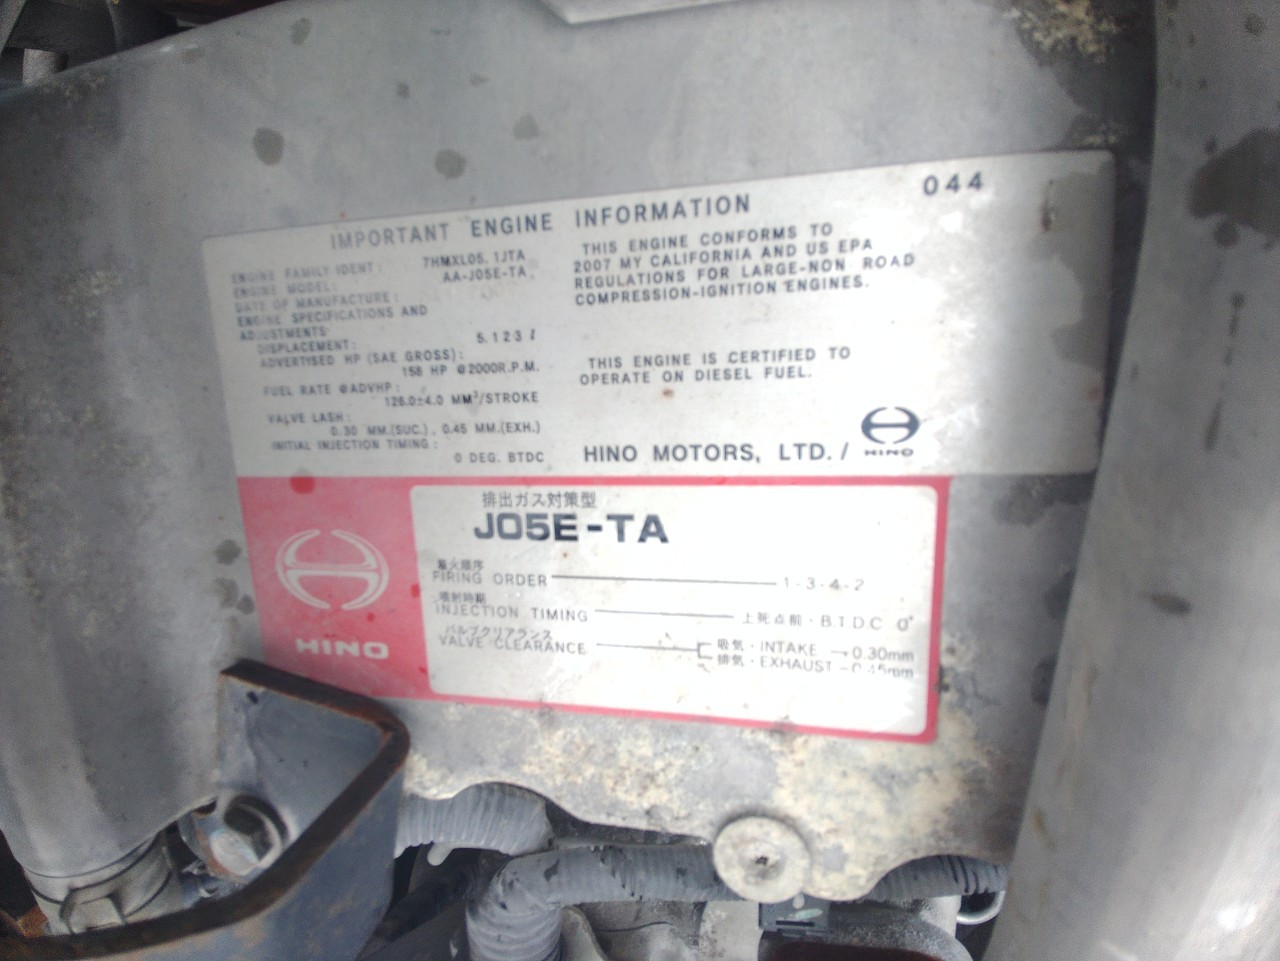 044
IMPORTANT ENGINE INFORMATION
ENGINE FAMILY IDENT: 7HMXL05.1JTA
ENGINE MODEL: AA-J05E-TA
DATE OF MANUFACTURE:
ENGINE SPECIFICATIONS AND
ADJUSTMENTS
DISPLACEMENT: 5.123 ℓ
ADVERTYSED HP (SAE GROSS):
158 HP @2000R.P.M.
FUEL RATE @ADVHP:
126.0±4.0 MM³/STROKE
VALVE LASH:
0.30 MM.(SUC.), 0.45 MM.(EXH.)
INITIAL INJECTION TIMING:
0 DEG. BTDC
THIS ENGINE CONFORMS TO
2007 MY CALIFORNIA AND US EPA
REGULATIONS FOR LARGE-NON ROAD
COMPRESSION-IGNITION ENGINES.
THIS ENGINE IS CERTIFIED TO
OPERATE ON DIESEL FUEL.
HINO MOTORS, LTD. / HINO
HINO
排出ガス対策型
J05E-TA
着火順序
FIRING ORDER 1-3-4-2
噴射時期
INJECTION TIMING 上死点前・B.T.D.C 0°
バルブクリアランス
VALVE CLEARANCE 吸気・INTAKE → 0.30mm
排気・EXHAUST - 0.45mm